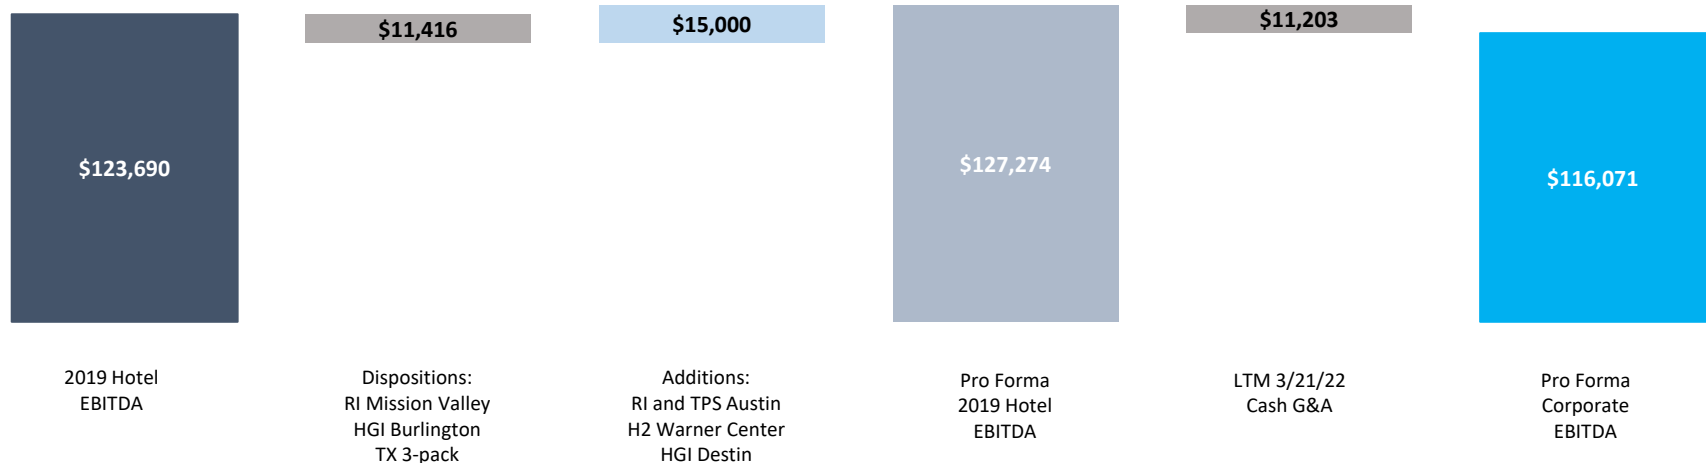 $123,690
$11,416
$15,000
$127,274
$11,203
$116,071
2019 Hotel
EBITDA
Dispositions:
RI Mission Valley
HGI Burlington
TX 3-pack
Additions:
RI and TPS Austin
H2 Warner Center
HGI Destin
Pro Forma
2019 Hotel
EBITDA
LTM 3/21/22
Cash G&A
Pro Forma
Corporate
EBITDA